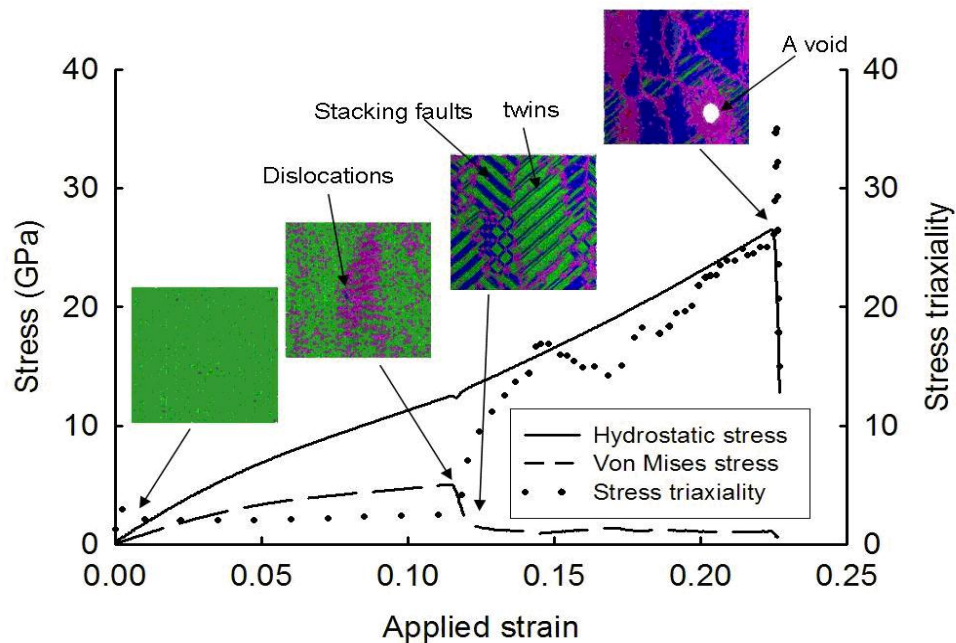 A void
40
40
Stacking faults
twins
Dislocations
30
30
Stress (GPa)
Stress triaxiality
20
20
10
10
Hydrostatic stress
Von Mises stress
Stress triaxiality
0
0
0.00
0.05
0.10
0.15
0.20
0.25
Applied strain